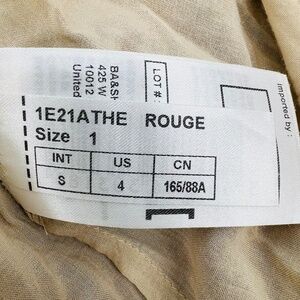 BA&SH
425 W
10012
United
LOT #:
Imported by :
1E21ATHE ROUGE
Size 1
INT US CN
S 4 165/88A